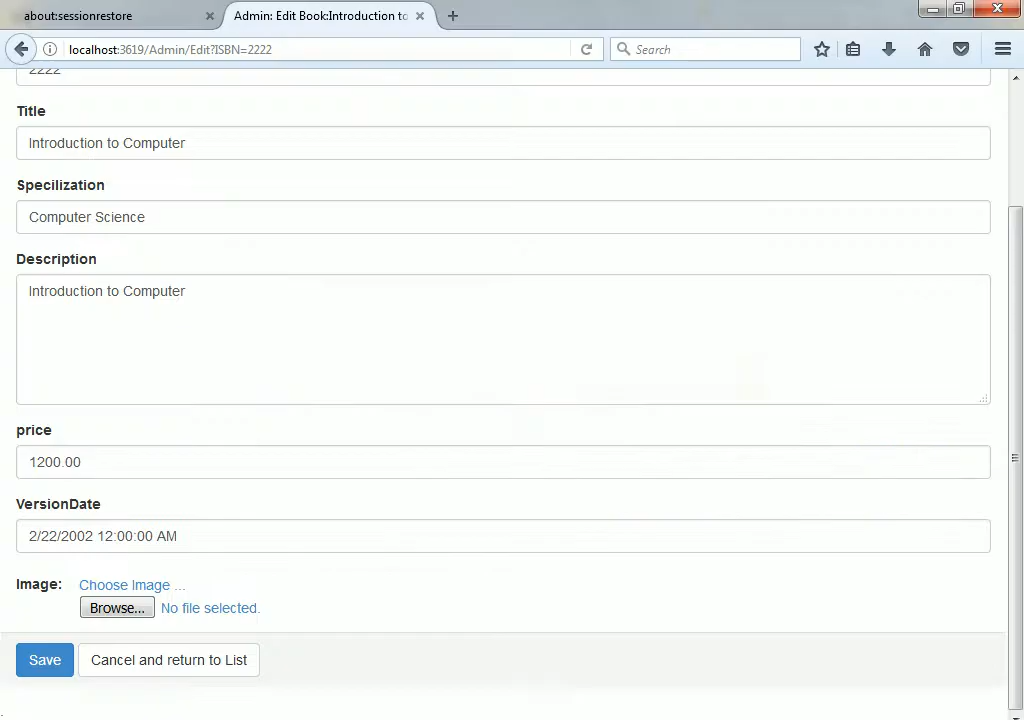 about:sessionrestore
Admin: Edit Book:Introduction to
localhost:3619/Admin/Edit?ISBN=2222
Search
2222
Title
Introduction to Computer
Specilization
Computer Science
Description
Introduction to Computer
price
1200.00
VersionDate
2/22/2002 12:00:00 AM
Image:
Choose Image ...
Browse... No file selected.
Save
Cancel and return to List